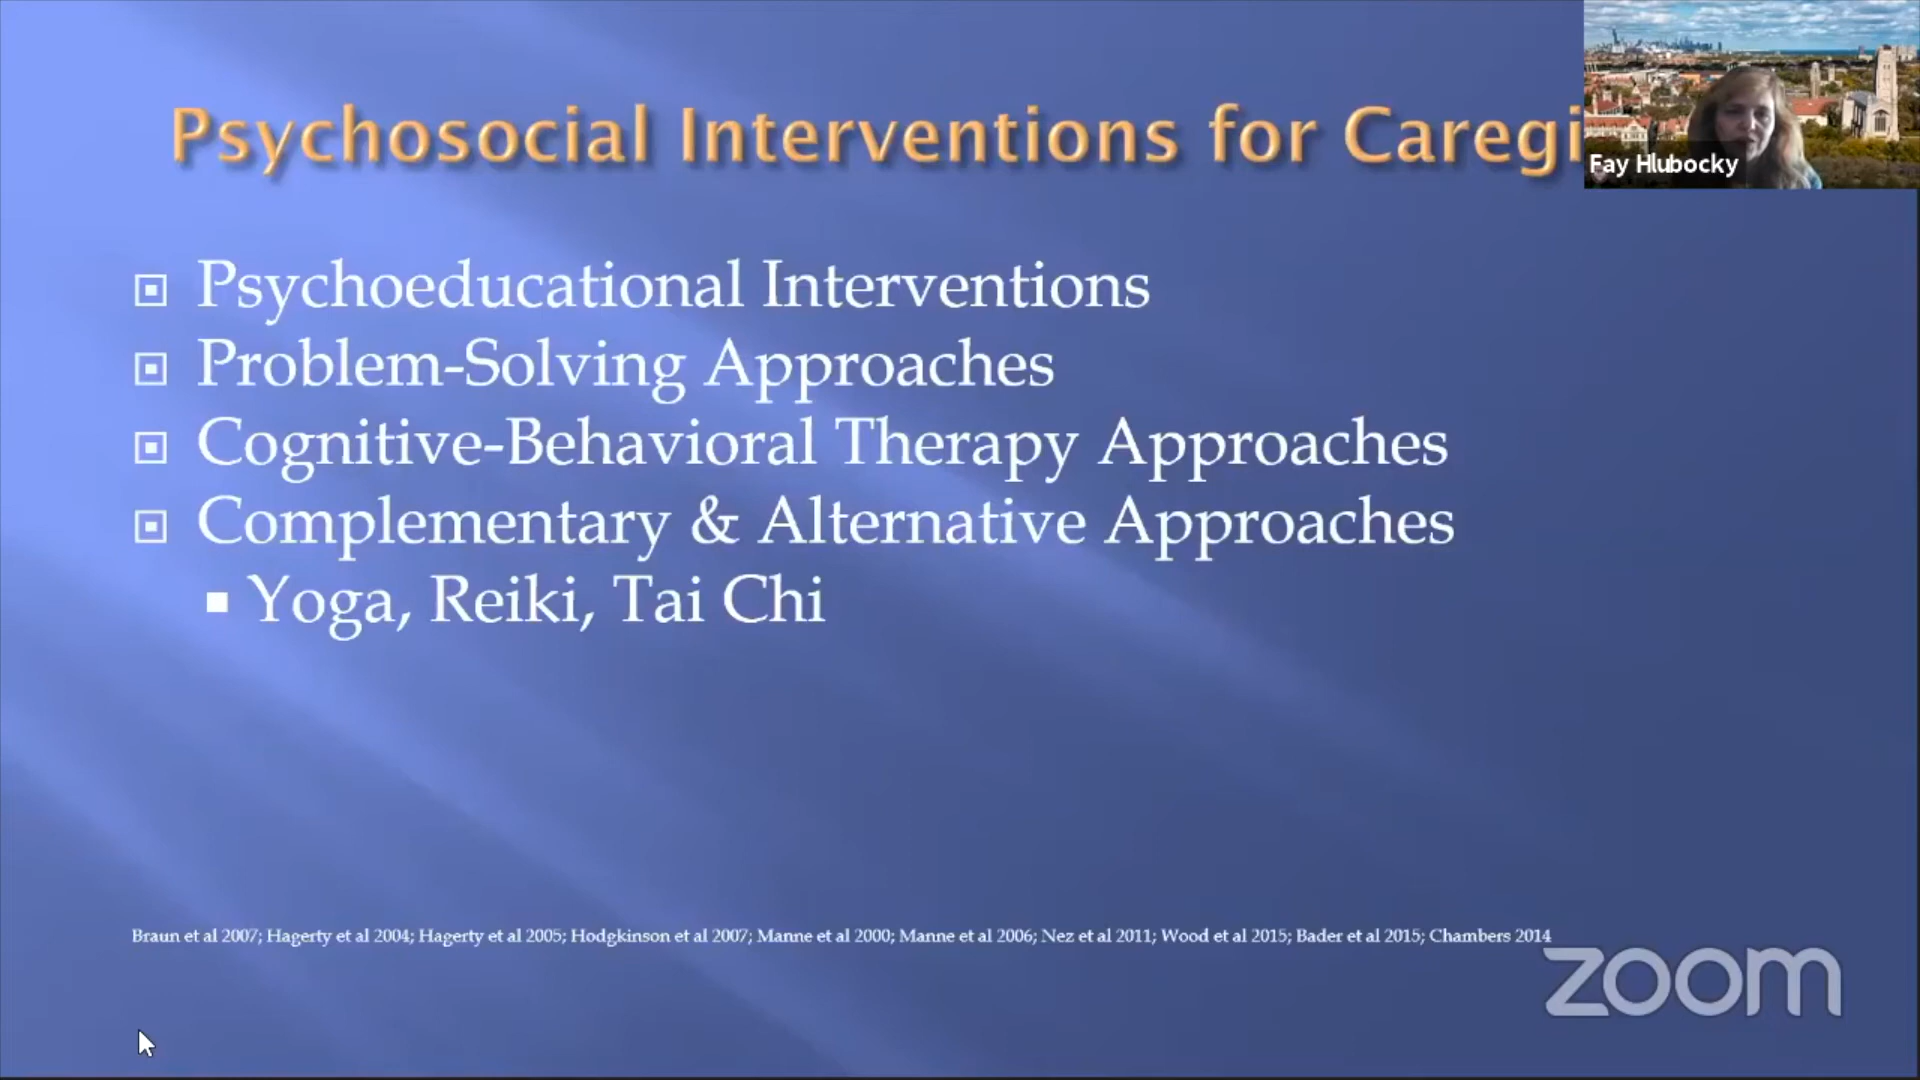 Psychosocial Interventions for Caregi
Fay Hlubocky
Psychoeducational Interventions
Problem-Solving Approaches
Cognitive-Behavioral Therapy Approaches
Complementary & Alternative Approaches
Yoga, Reiki, Tai Chi
Braun et al 2007; Hagerty et al 2004; Hagerty et al 2005; Hodgkinson et al 2007; Manne et al 2000; Manne et al 2006; Nez et al 2011; Wood et al 2015; Bader et al 2015; Chambers 2014
zoom